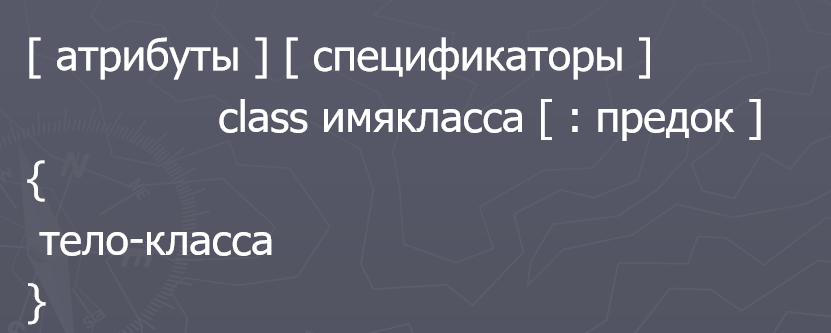 [ атрибуты ] [ спецификаторы ]
class имякласса [ : предок ]
{
тело-класса
}